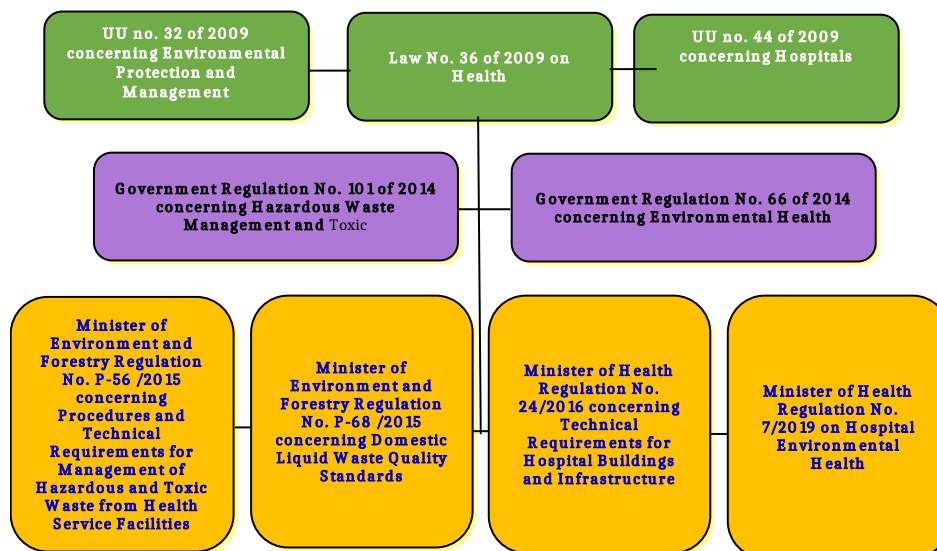 UU no. 32 of 2009
concerning Environmental
Protection and
Management
Law No. 36 of 2009 on
Health
UU no. 44 of 2009
concerning Hospitals
Government Regulation No. 101 of 2014
concerning Hazardous Waste
Management and Toxic
Government Regulation No. 66 of 2014
concerning Environmental Health
Minister of
Environment and
Forestry Regulation
No. P-56 /2015
concerning
Procedures and
Technical
Requirements for
Management of
Hazardous and Toxic
Waste from Health
Service Facilities
Minister of
Environment and
Forestry Regulation
No. P-68 /2015
concerning Domestic
Liquid Waste Quality
Standards
Minister of Health
Regulation No.
24/2016 concerning
Technical
Requirements for
Hospital Buildings
and Infrastructure
Minister of Health
Regulation No.
7/2019 on Hospital
Environmental
Health